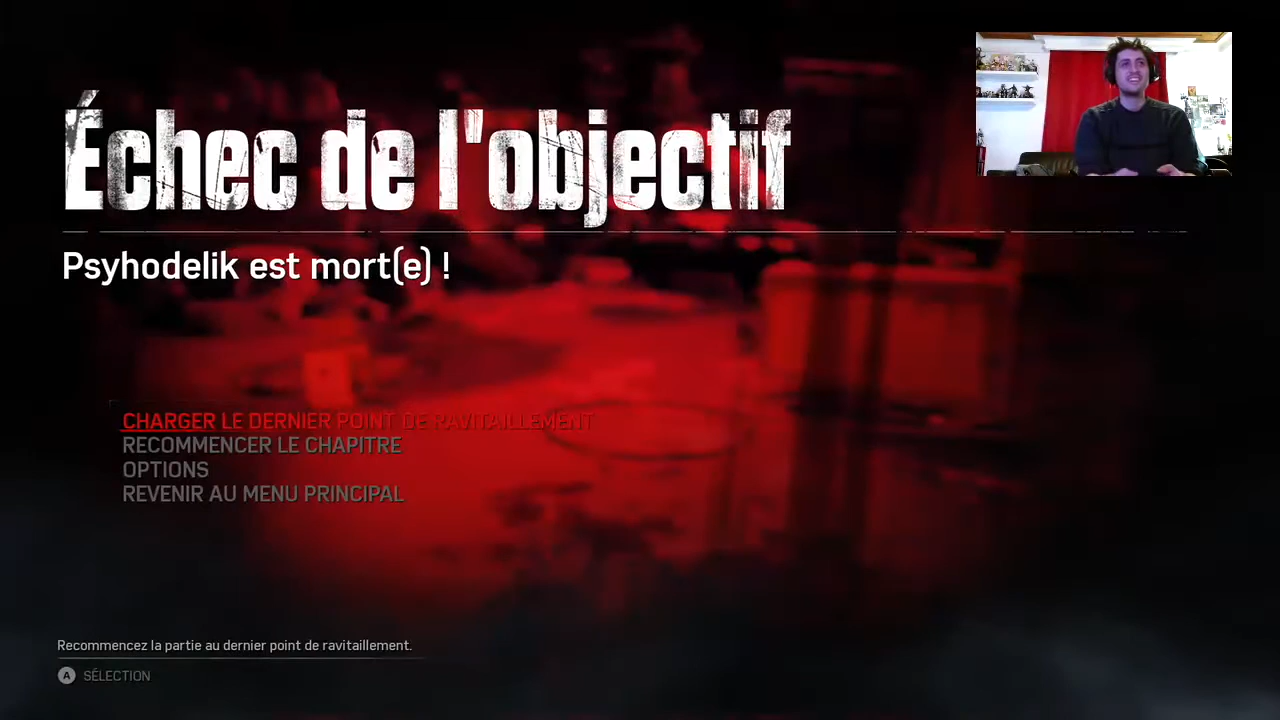 Échec de l'objectif
Psyhodelik est mort(e) !
CHARGER LE DERNIER POINT DE RAVITAILLEMENT
RECOMMENCER LE CHAPITRE
OPTIONS
REVENIR AU MENU PRINCIPAL
Recommencez la partie au dernier point de ravitaillement.
A SÉLECTION